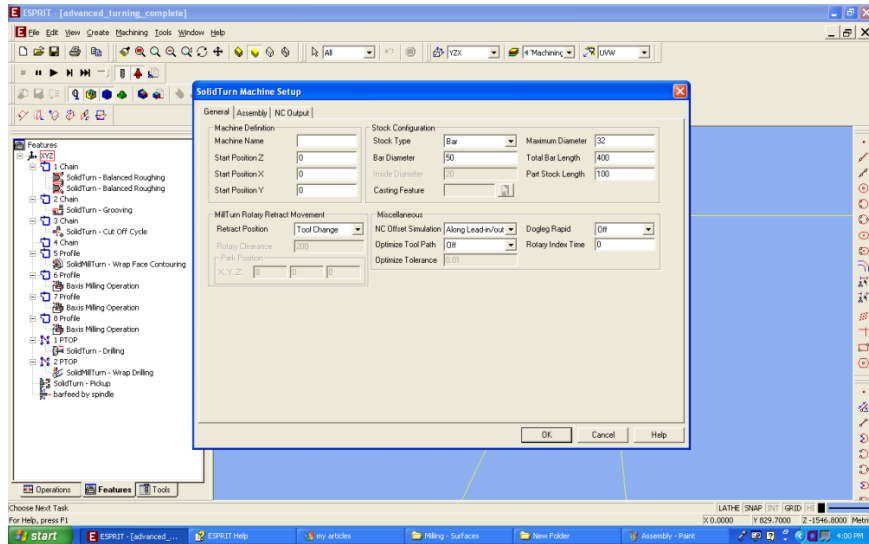 ESPRIT - [advanced_turning_complete]
File Edit View Create Machining Tools Window Help
All
YZX
4 'Machininc
UVW
SolidTurn Machine Setup
General Assembly NC Output
Machine Definition
Machine Name
Start Position Z 0
Start Position X 0
Start Position Y 0
Stock Configuration
Stock Type Bar Maximum Diameter 32
Bar Diameter 50 Total Bar Length 400
Inside Diameter 20 Part Stock Length 100
Casting Feature
MillTurn Rotary Retract Movement
Retract Position Tool Change
Rotary Clearance 200
Park Position
X, Y, Z 0 0 0
Miscellaneous
NC Offset Simulation Along Lead-in/out Dogleg Rapid Off
Optimize Tool Path Off Rotary Index Time 0
Optimize Tolerance 0.01
OK Cancel Help
Features
XYZ
1 Chain
SolidTurn - Balanced Roughing
SolidTurn - Balanced Roughing
2 Chain
SolidTurn - Grooving
3 Chain
SolidTurn - Cut Off Cycle
4 Chain
5 Profile
SolidMillTurn - Wrap Face Contouring
6 Profile
Baxis Milling Operation
7 Profile
Baxis Milling Operation
8 Profile
Baxis Milling Operation
1 PTOP
SolidTurn - Drilling
2 PTOP
SolidMillTurn - Wrap Drilling
SolidTurn - Pickup
barfeed by spindle
Operations Features Tools
Choose Next Task LATHE SNAP INT GRID HI
For Help, press F1 X 0.0000 Y 829.7000 Z -1546.8000 Metri
start ESPRIT - [advanced_... ESPRIT Help my articles Milling - Surfaces New Folder Assembly - Paint 4:00 PM